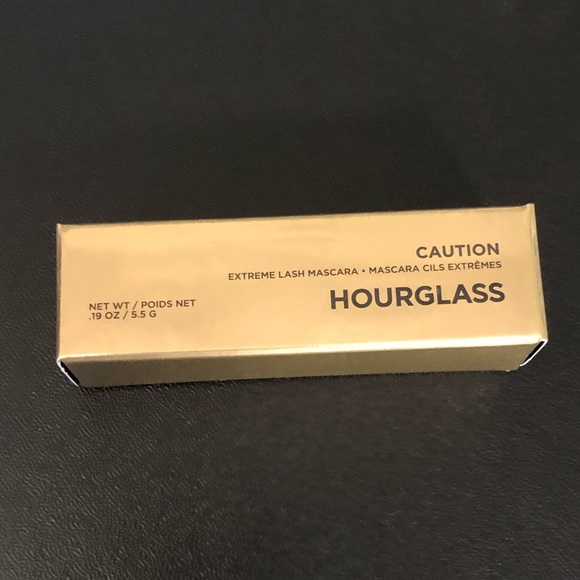 CAUTION
EXTREME LASH MASCARA • MASCARA CILS EXTRÊMES
HOURGLASS
NET WT / POIDS NET
.19 OZ / 5.5 G